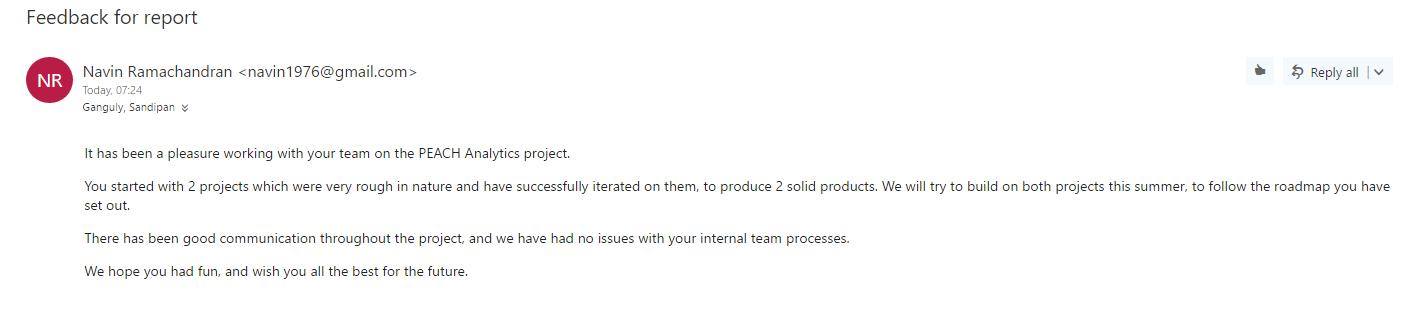 Feedback for report
NR
Navin Ramachandran <navin1976@gmail.com>
Reply all
Today, 07:24
Ganguly, Sandipan
It has been a pleasure working with your team on the PEACH Analytics project.
You started with 2 projects which were very rough in nature and have successfully iterated on them, to produce 2 solid products. We will try to build on both projects this summer, to follow the roadmap you have
set out.
There has been good communication throughout the project, and we have had no issues with your internal team processes.
We hope you had fun, and wish you all the best for the future.